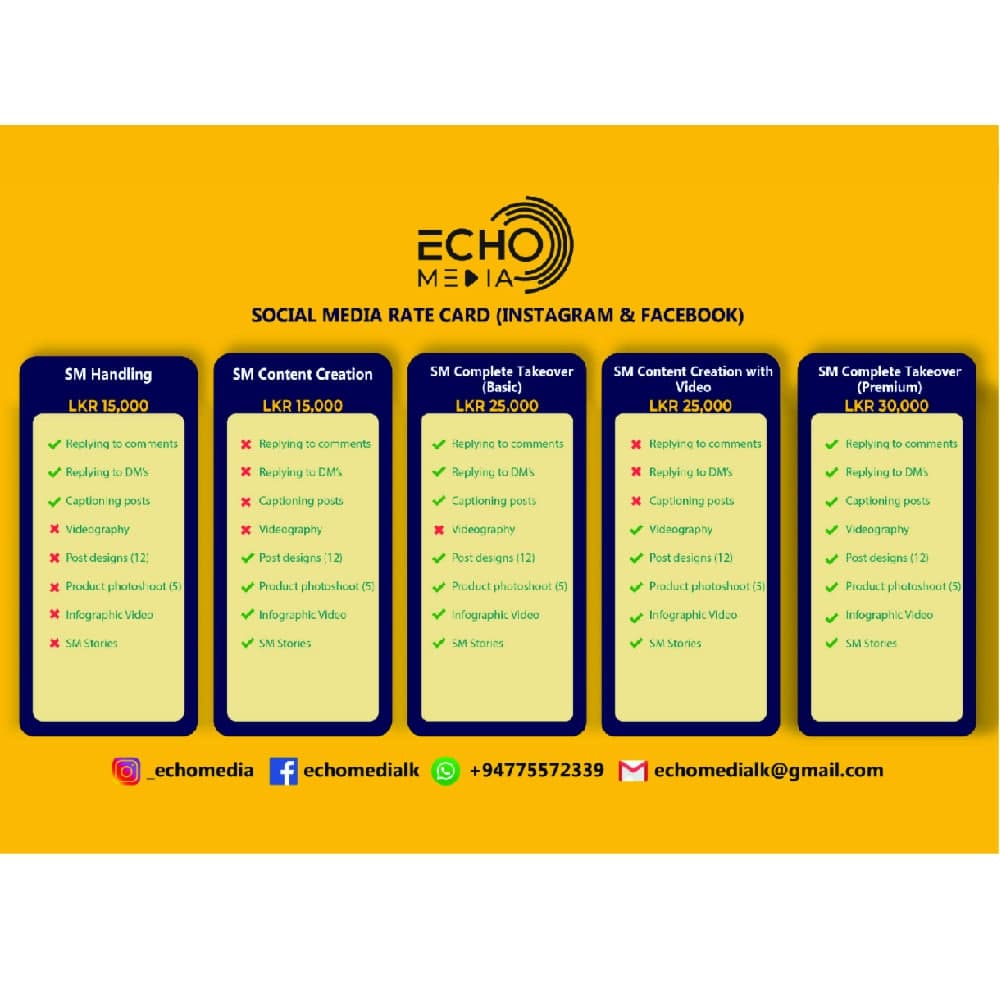 ECHO
MEDIA
SOCIAL MEDIA RATE CARD (INSTAGRAM & FACEBOOK)
SM Handling
LKR 15,000
Replying to comments
Replying to DM's
Captioning posts
Videography
Post designs (12)
Product photoshoot (5)
Infographic Video
SM Stories
SM Content Creation
LKR 15,000
Replying to comments
Replying to DM's
Captioning posts
Videography
Post designs (12)
Product photoshoot (5)
Infographic Video
SM Stories
SM Complete Takeover
(Basic)
LKR 25,000
Replying to comments
Replying to DM's
Captioning posts
Videography
Post designs (12)
Product photoshoot (5)
Infographic Video
SM Stories
SM Content Creation with
Video
LKR 25,000
Replying to comments
Replying to DM's
Captioning posts
Videography
Post designs (12)
Product photoshoot (5)
Infographic Video
SM Stories
SM Complete Takeover
(Premium)
LKR 30,000
Replying to comments
Replying to DM's
Captioning posts
Videography
Post designs (12)
Product photoshoot (5)
Infographic Video
SM Stories
_echomedia echomedialk +94775572339 echomedialk@gmail.com